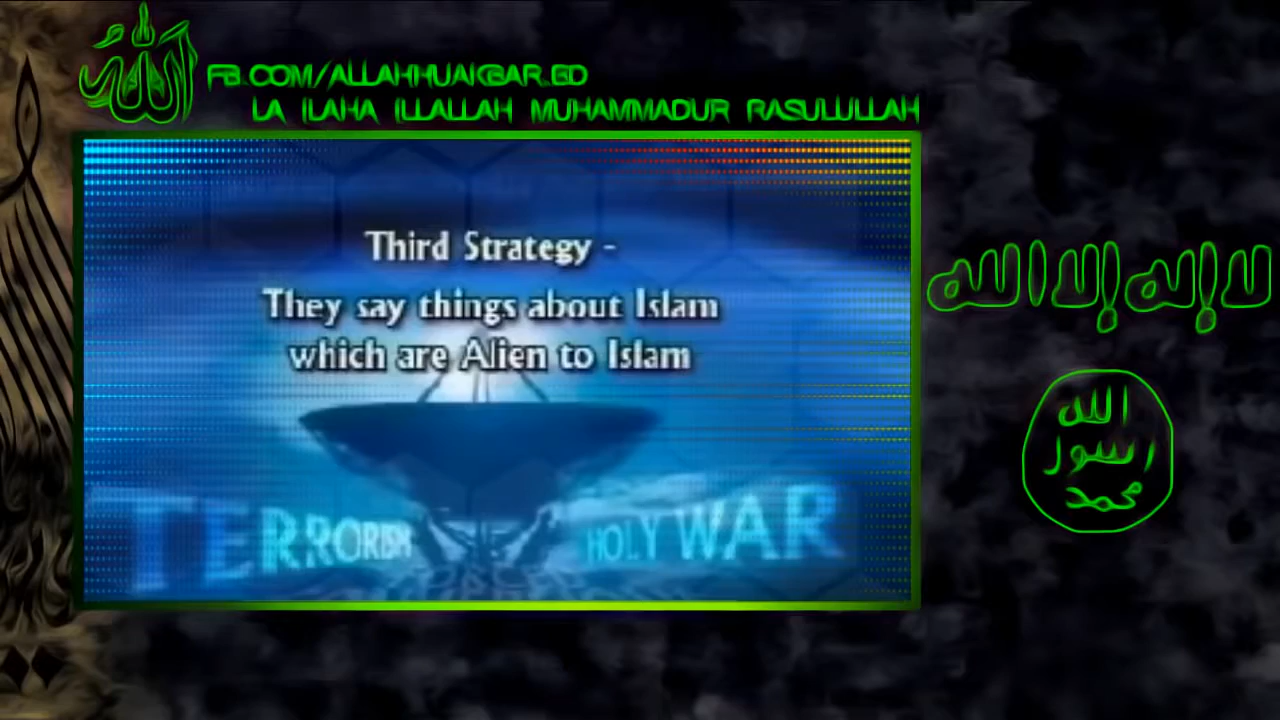 الله
FB.COM/ALLAHHUAKBAR.BD
LA ILAHA ILLALLAH MUHAMMADUR RASULULLAH
Third Strategy -
They say things about Islam
which are Alien to Islam
TERRORISM
HOLY WAR
لا إله إلا الله
الله
رسول
محمد